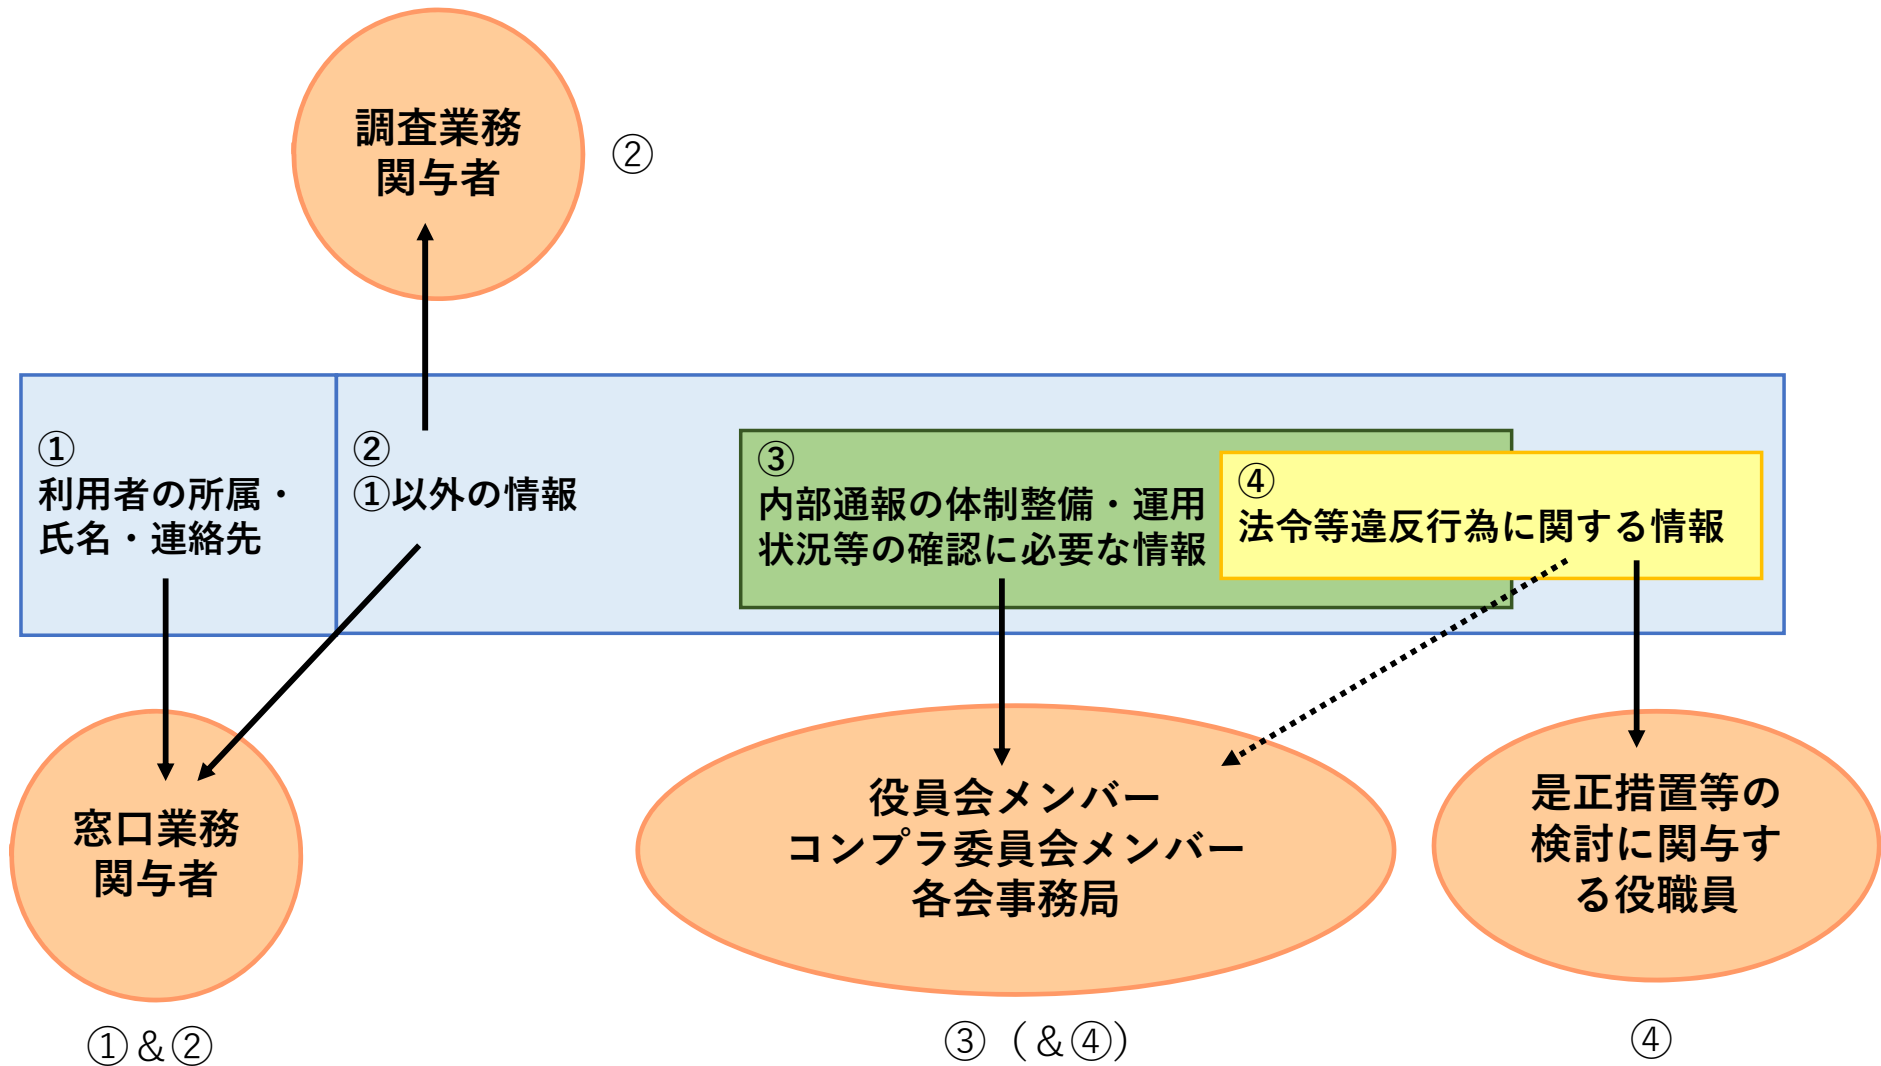 調査業務
関与者
②
①
利用者の所属・
氏名・連絡先
②
①以外の情報
③
内部通報の体制整備・運用
状況等の確認に必要な情報
④
法令等違反行為に関する情報
窓口業務
関与者
①&②
役員会メンバー
コンプラ委員会メンバー
各会事務局
③（&④）
是正措置等の
検討に関与す
る役職員
④